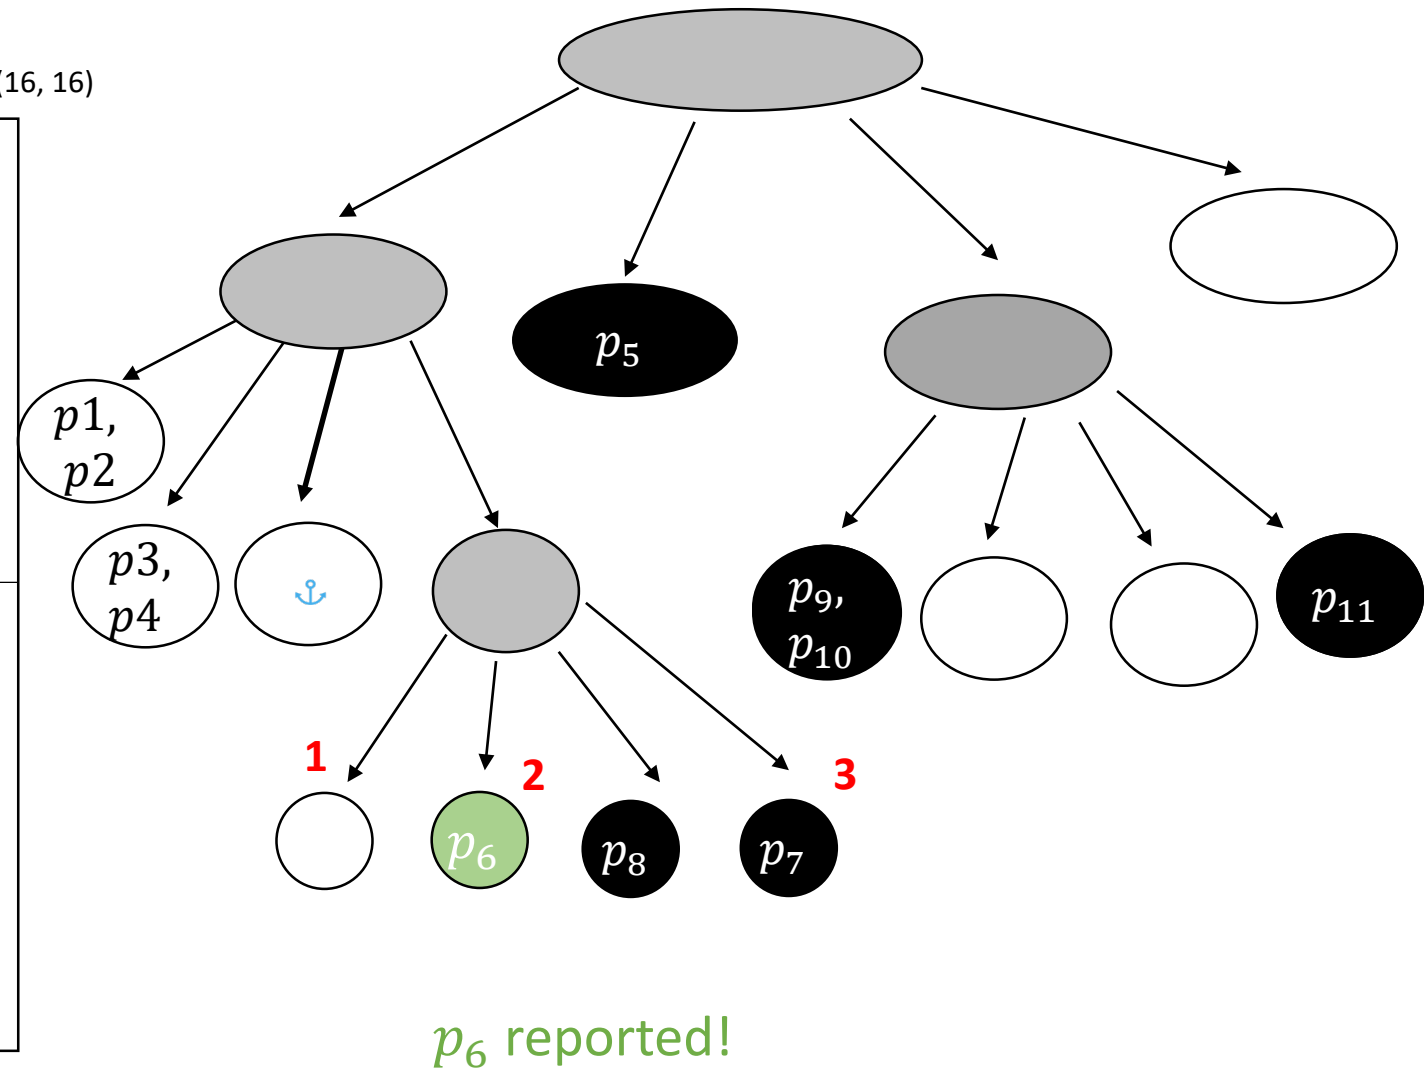 (16, 16)
p₅
p1,
p2
p3,
p4
⚓
p₉,
p₁₀
p₁₁
1
2
3
p₆
p₈
p₇
p₆ reported!